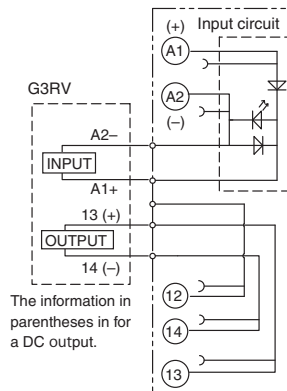 (+)
Input circuit
A1
G3RV
A2
A2–
(–)
INPUT
A1+
13 (+)
OUTPUT
14 (–)
The information in
parentheses in for
a DC output.
12
14
13